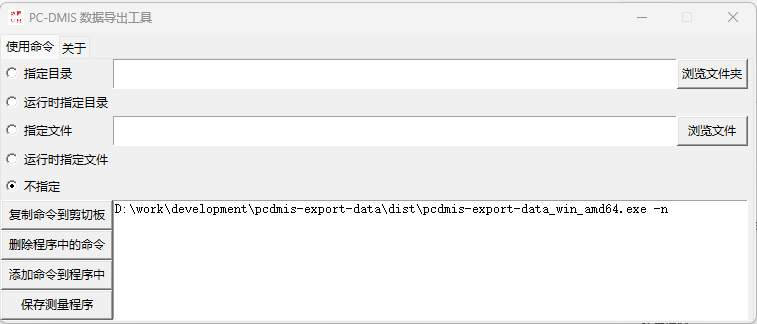 PC-DMIS 数据导出工具
使用命令 关于
指定目录 浏览文件夹
运行时指定目录
指定文件 浏览文件
运行时指定文件
不指定
复制命令到剪切板 D:\work\development\pcdmis-export-data\dist\pcdmis-export-data_win_amd64.exe -n
删除程序中的命令
添加命令到程序中
保存测量程序